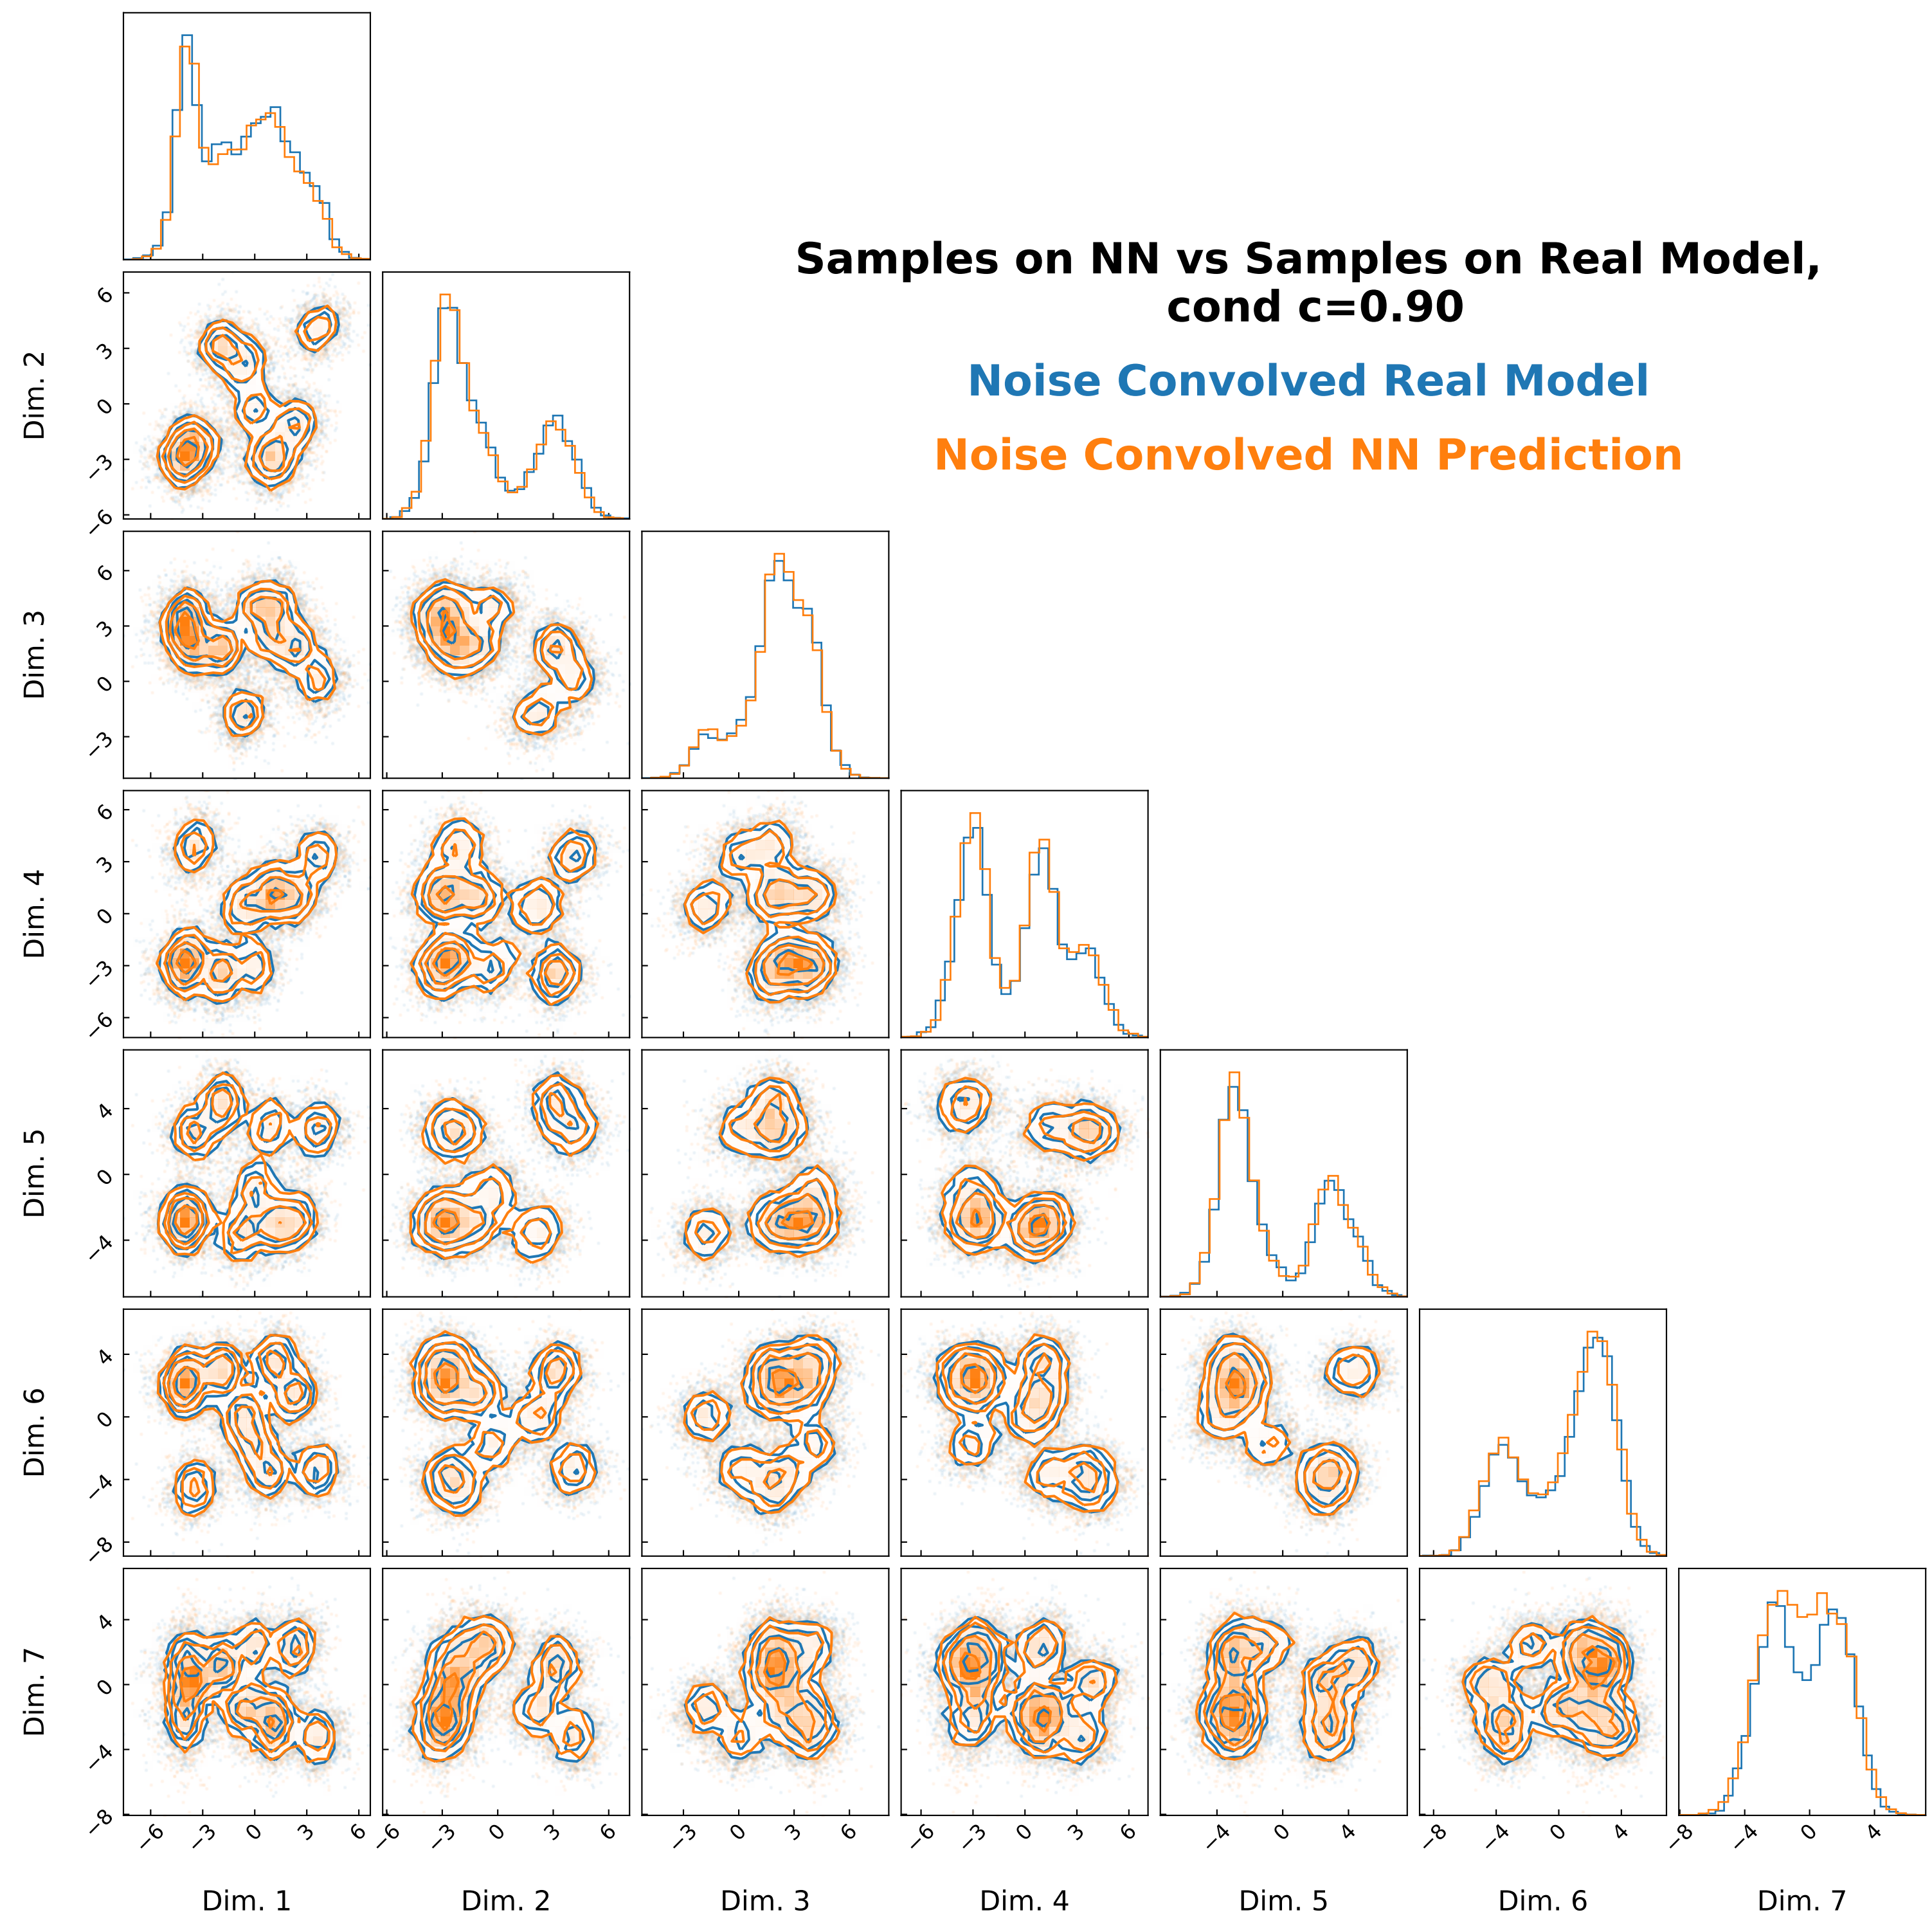 Samples on NN vs Samples on Real Model,
cond c=0.90
Noise Convolved Real Model
Noise Convolved NN Prediction
6
3
0
−3
−6
Dim. 2
6
3
0
−3
Dim. 3
6
3
0
−3
−6
Dim. 4
4
0
−4
Dim. 5
4
0
−4
−8
Dim. 6
4
0
−4
−8
Dim. 7
−6 −3 0 3 6
−6 −3 0 3 6
−3 0 3 6
−6 −3 0 3 6
−4 0 4
−8 −4 0 4
−8 −4 0 4
Dim. 1 Dim. 2 Dim. 3 Dim. 4 Dim. 5 Dim. 6 Dim. 7